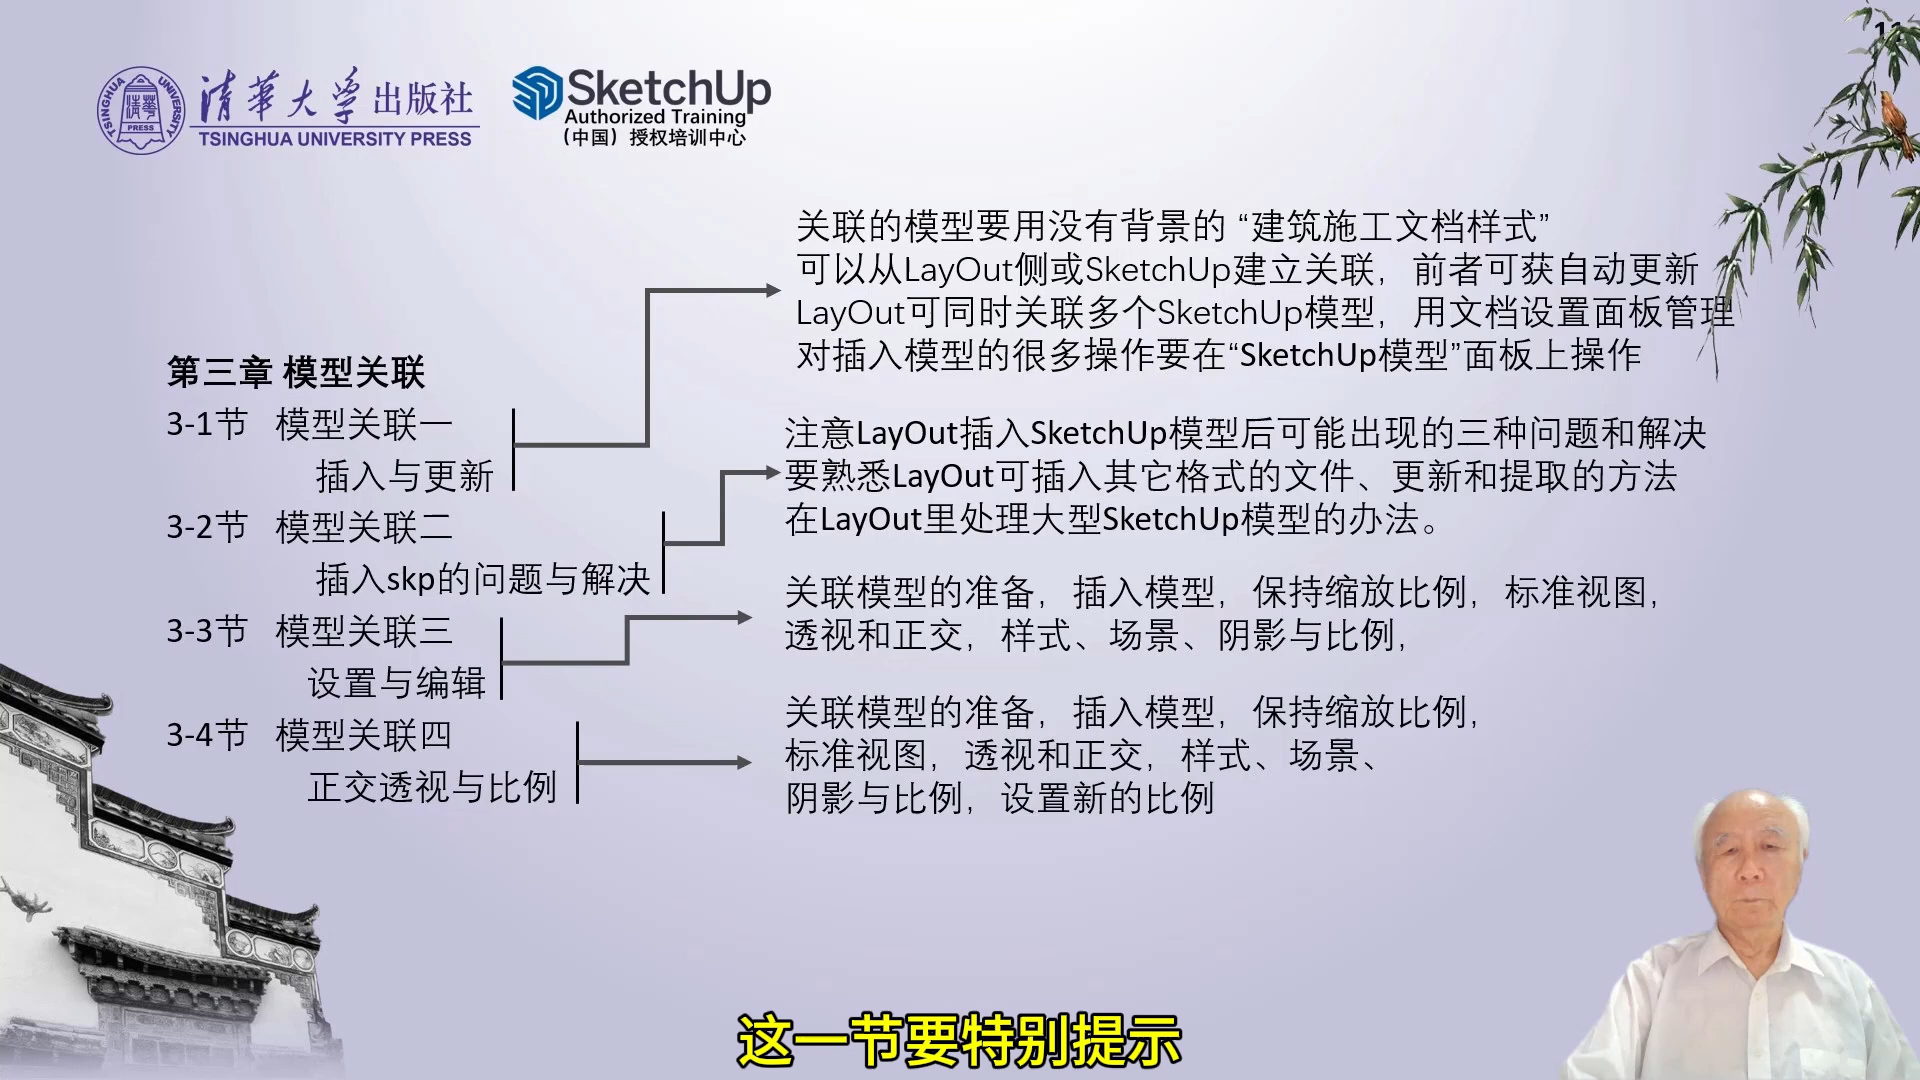 11
TSINGHUA UNIVERSITY
PRESS
清華大学出版社
TSINGHUA UNIVERSITY PRESS
SketchUp
Authorized Training
（中国）授权培训中心
第三章 模型关联
3-1节 模型关联一
插入与更新
3-2节 模型关联二
插入skp的问题与解决
3-3节 模型关联三
设置与编辑
3-4节 模型关联四
正交透视与比例
关联的模型要用没有背景的 “建筑施工文档样式”
可以从LayOut侧或SketchUp建立关联，前者可获自动更新
LayOut可同时关联多个SketchUp模型，用文档设置面板管理
对插入模型的很多操作要在“SketchUp模型”面板上操作
注意LayOut插入SketchUp模型后可能出现的三种问题和解决
要熟悉LayOut可插入其它格式的文件、更新和提取的方法
在LayOut里处理大型SketchUp模型的办法。
关联模型的准备，插入模型，保持缩放比例，标准视图，
透视和正交，样式、场景、阴影与比例，
关联模型的准备，插入模型，保持缩放比例，
标准视图，透视和正交，样式、场景、
阴影与比例，设置新的比例
这一节要特别提示